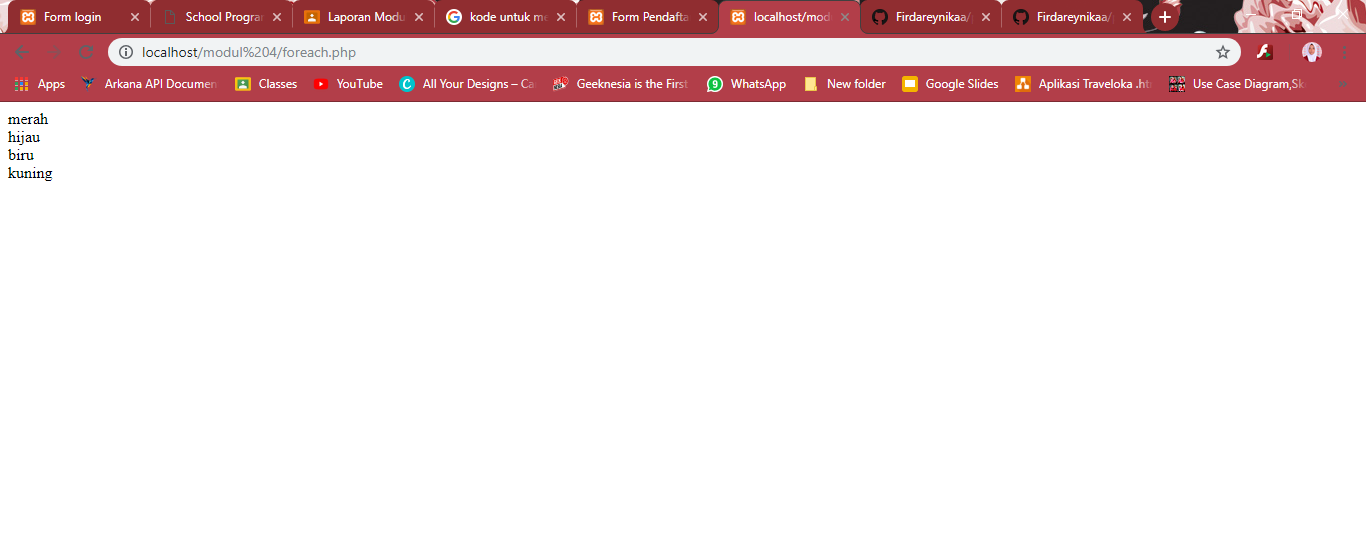 Form login
School Program
Laporan Modu
kode untuk me
Form Pendafta
localhost/mod
Firdareynikaa/
Firdareynikaa/
localhost/modul%204/foreach.php
Apps
Arkana API Documen
Classes
YouTube
All Your Designs – Ca
Geeknesia is the First
WhatsApp
New folder
Google Slides
Aplikasi Traveloka .ht
Use Case Diagram,Sk
merah
hijau
biru
kuning